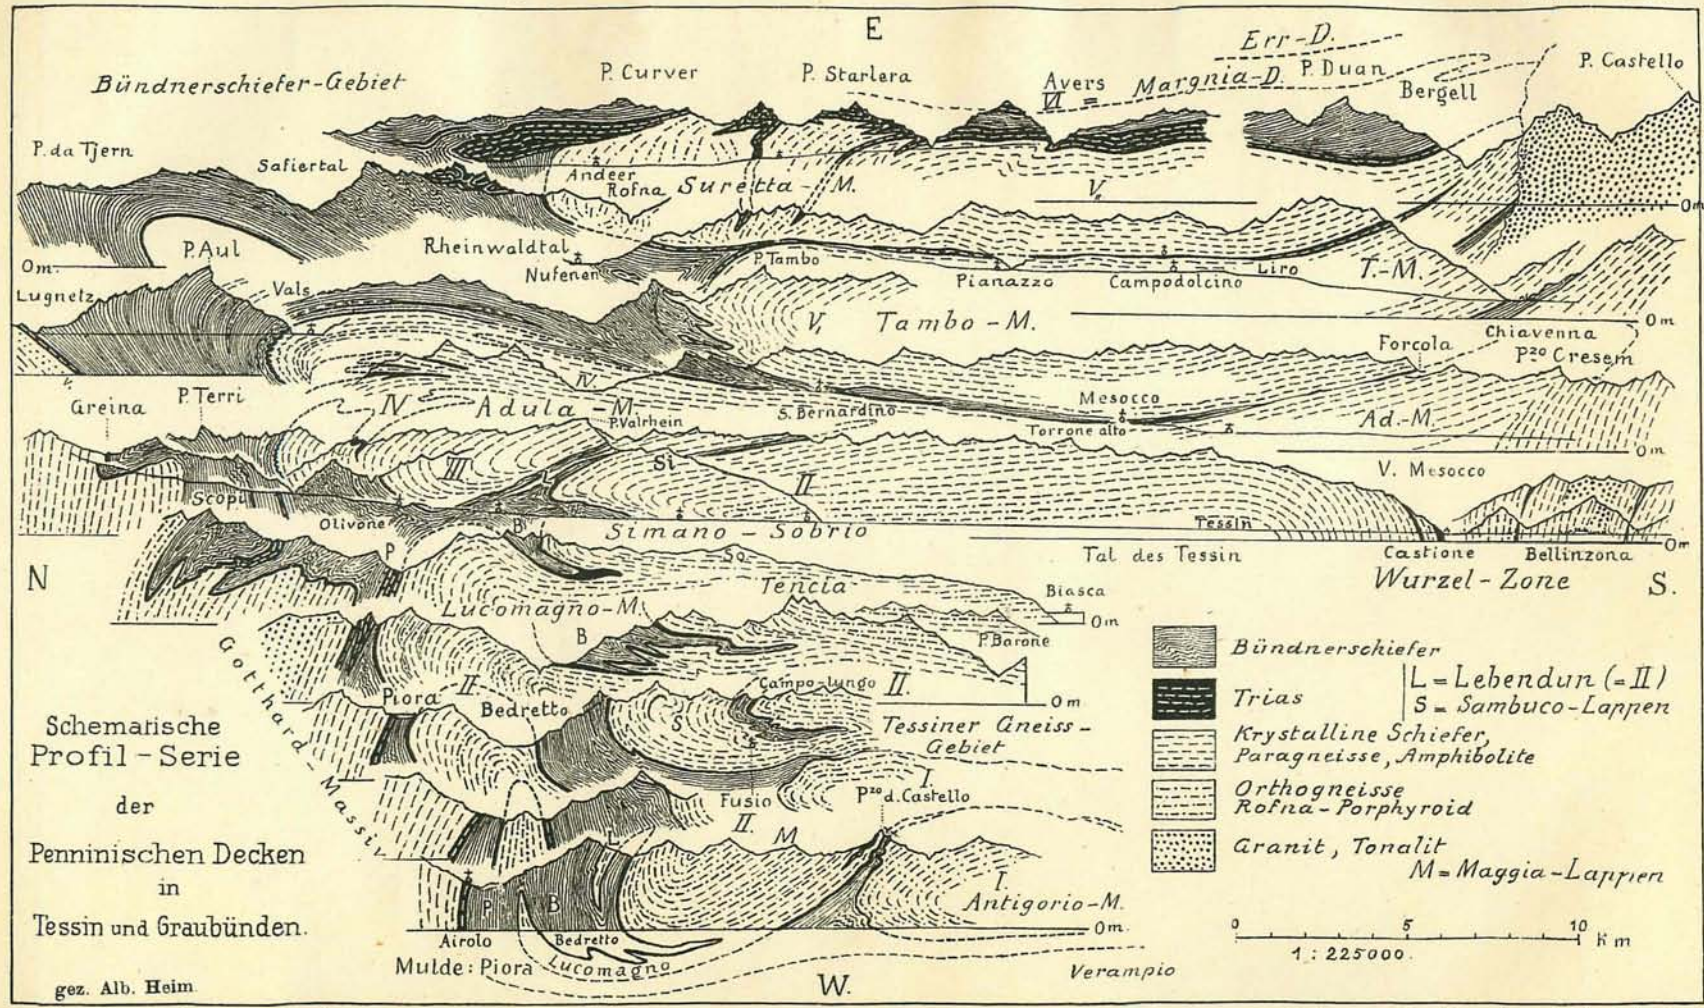 E
Err-D.
Bündnerschiefer-Gebiet
P. Curver
P. Starlera
Avers
VI = Margnia-D.
P. Duan
Bergell
P. Castello
P. da Tjern
Safiertal
Andeer
Rofna
Suretta-M.
V
0m
P. Aul
Rheinwaldtal
Nufenen
P. Tambo
Pianazzo
Campodolcino
Liro
T.-M.
0m.
Lugnetz
Vals
V, Tambo-M.
0m
Chiavenna
Forcola
Pzo Cresem
Greina
P. Terri
IV
IV Adula-M.
P. Valrhein
S. Bernardino
Mesocco
Torrone alto
Ad.-M.
0m
V. Mesocco
III
Si
II
Scopi
Olivone
B
Simano-Sobrio
Tessin
0m
Tal des Tessin
Castione
Bellinzona
Wurzel-Zone
N
S.
P
So
Tencia
Biasca
0m
Lucomagno-M.
B
P. Barone
0m
Gotthard-Massiv
Piora
II
Bedretto
Campo-lungo
II.
S
Tessiner Gneiss-
Gebiet
I.
Fusio
Pzo d. Castello
II.
L
M
P
B
I.
Antigorio-M.
0m.
Airolo
Bedretto
Mulde: Piora
Lucomagno
Verampio
W.
Schematische
Profil-Serie
der
Penninischen Decken
in
Tessin und Graubünden.
gez. Alb. Heim
Bündnerschiefer
Trias
L = Lebendun (= II)
S = Sambuco-Lappen
Krystalline Schiefer,
Paragneisse, Amphibolite
Orthogneisse
Rofna-Porphyroid
Granit, Tonalit
M = Maggia-Lappen
0 5 10 Km
1 : 225000.